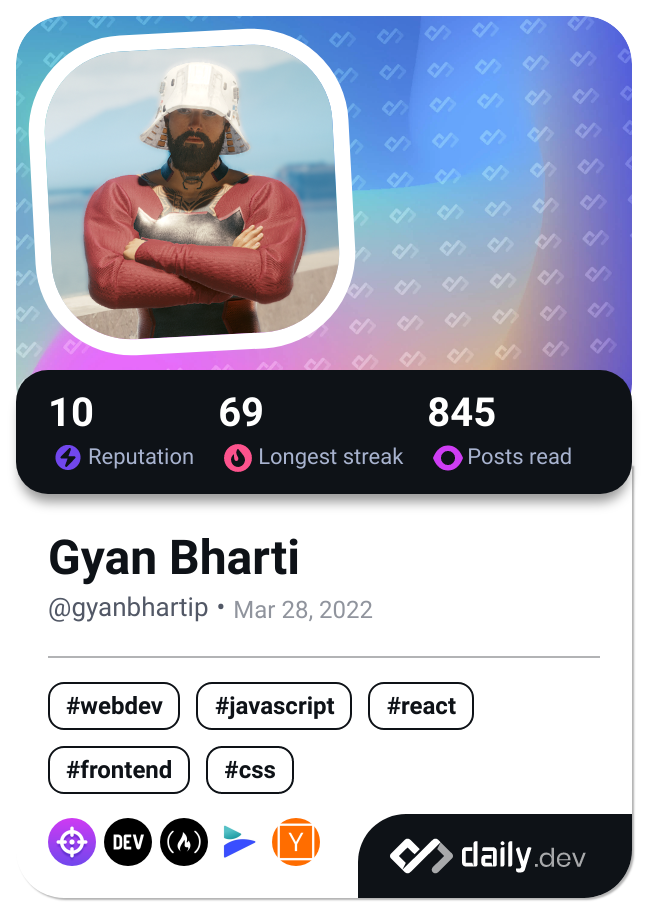 10 69 845
Reputation Longest streak Posts read
Gyan Bharti
@gyanbhartip • Mar 28, 2022
#webdev #javascript #react
#frontend #css
DEV Y
daily.dev